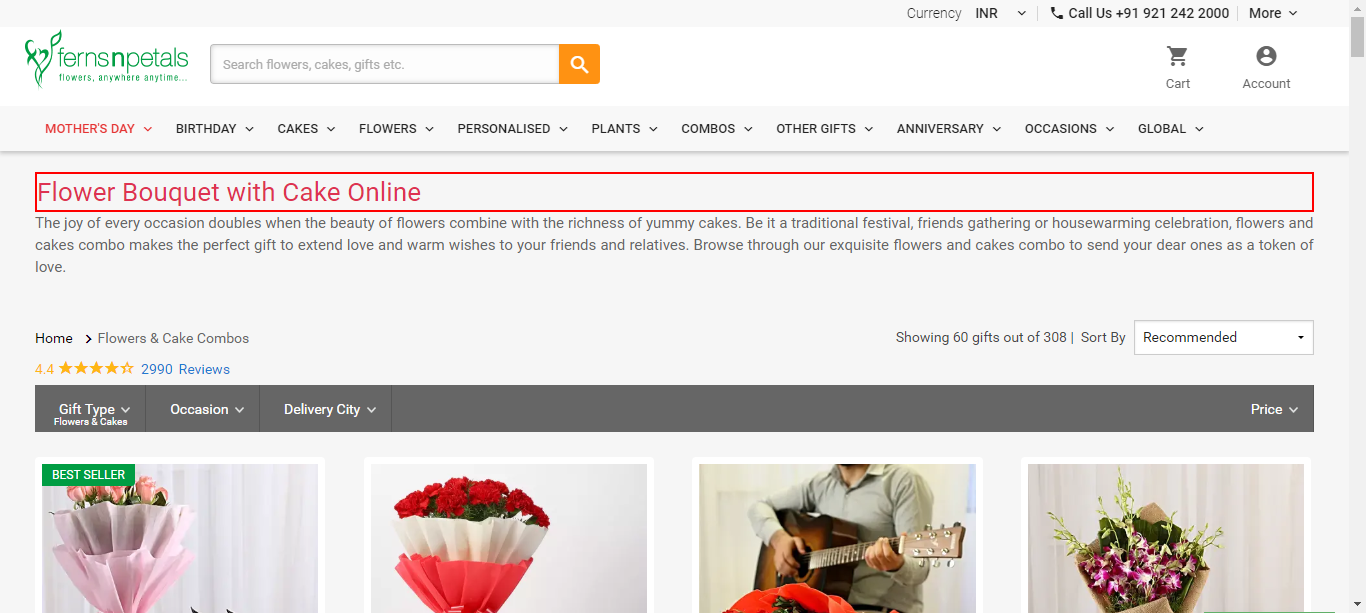 Currency INR Call Us +91 921 242 2000 More
fernsnpetals
flowers, anywhere anytime...
Search flowers, cakes, gifts etc.
Cart Account
MOTHER'S DAY BIRTHDAY CAKES FLOWERS PERSONALISED PLANTS COMBOS OTHER GIFTS ANNIVERSARY OCCASIONS GLOBAL
Flower Bouquet with Cake Online
The joy of every occasion doubles when the beauty of flowers combine with the richness of yummy cakes. Be it a traditional festival, friends gathering or housewarming celebration, flowers and
cakes combo makes the perfect gift to extend love and warm wishes to your friends and relatives. Browse through our exquisite flowers and cakes combo to send your dear ones as a token of
love.
Home Flowers & Cake Combos
Showing 60 gifts out of 308 | Sort By Recommended
4.4 2990 Reviews
Gift Type Occasion Delivery City Price
Flowers & Cakes
BEST SELLER